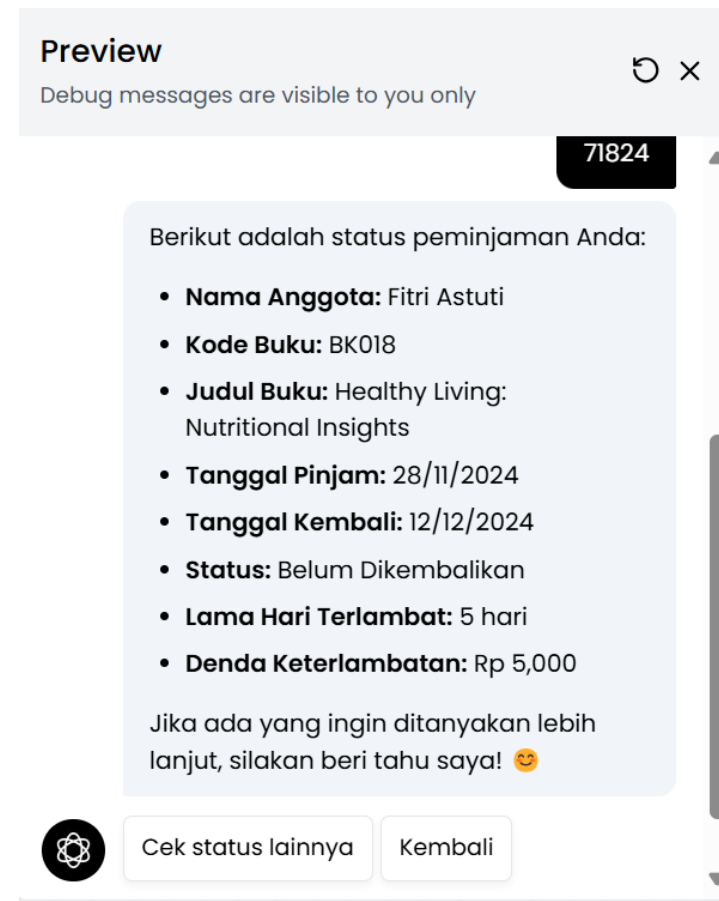 Preview
Debug messages are visible to you only
71824
Berikut adalah status peminjaman Anda:
• Nama Anggota: Fitri Astuti
• Kode Buku: BK018
• Judul Buku: Healthy Living:
Nutritional Insights
• Tanggal Pinjam: 28/11/2024
• Tanggal Kembali: 12/12/2024
• Status: Belum Dikembalikan
• Lama Hari Terlambat: 5 hari
• Denda Keterlambatan: Rp 5,000
Jika ada yang ingin ditanyakan lebih
lanjut, silakan beri tahu saya! 😊
Cek status lainnya
Kembali